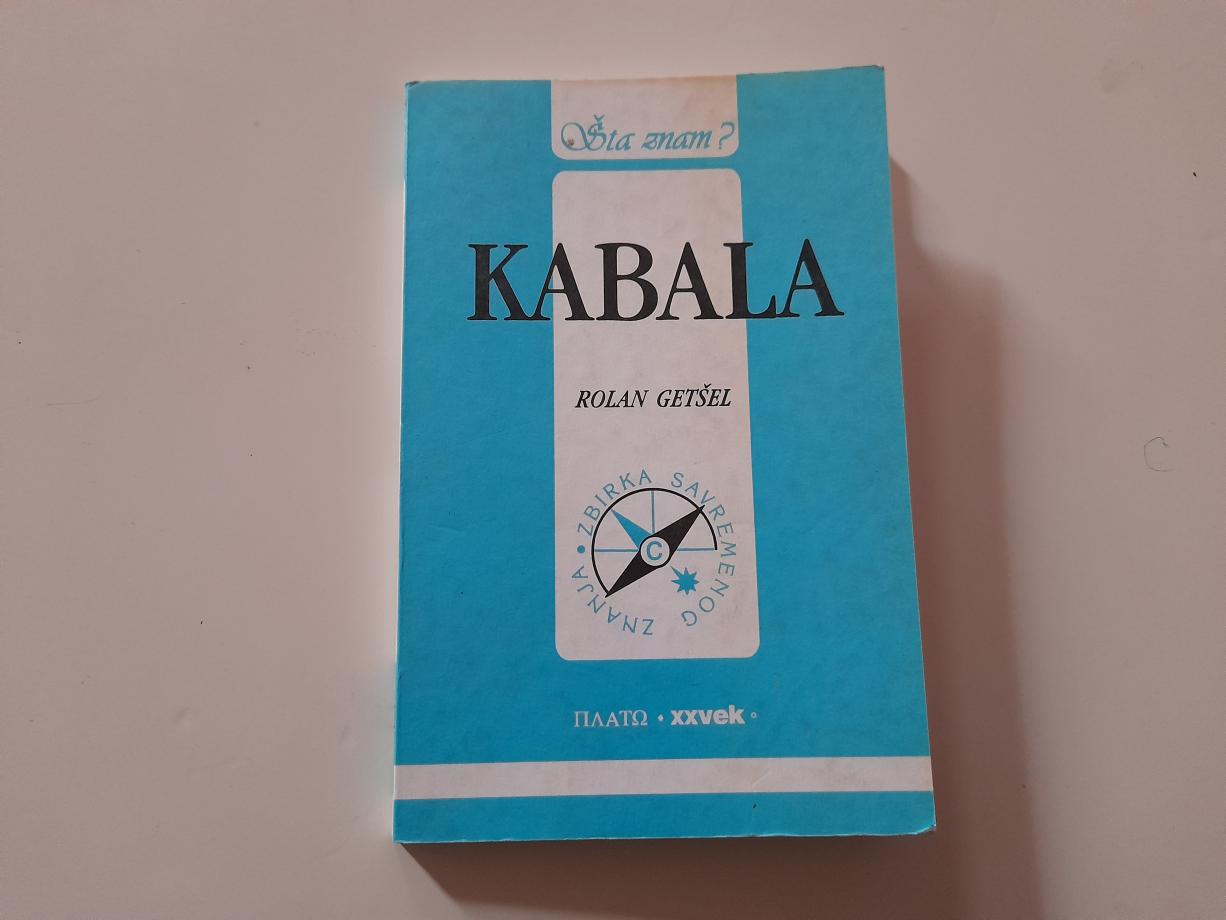 Šta znam?
KABALA
ROLAN GETŠEL
ZBIRKA SAVREMENOG ZNANJA •
C
ΠΛΑΤΩ • xxvek